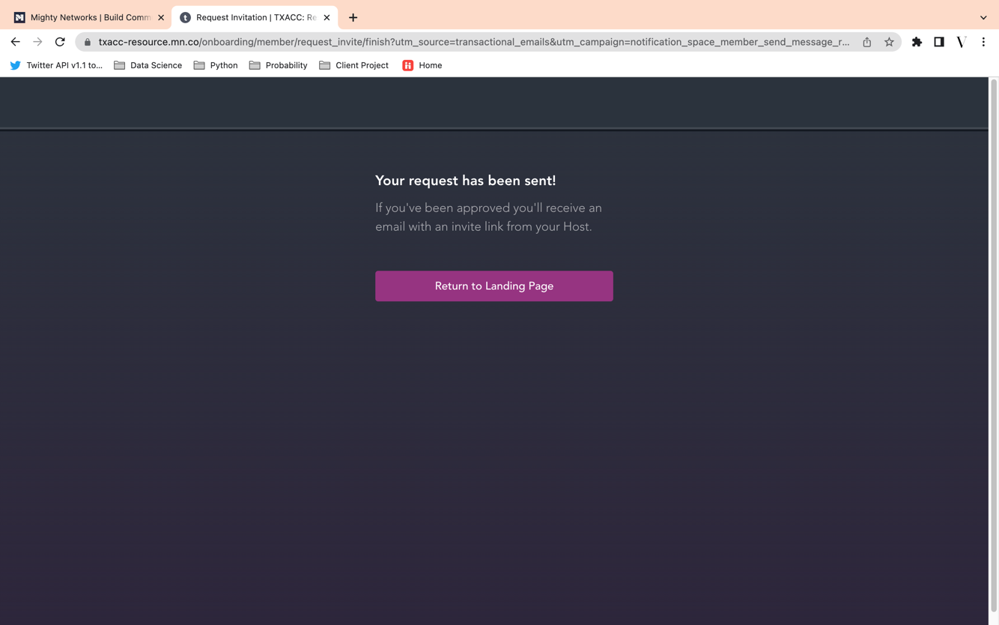 Mighty Networks | Build Comm
Request Invitation | TXACC: Re
txacc-resource.mn.co/onboarding/member/request_invite/finish?utm_source=transactional_emails&utm_campaign=notification_space_member_send_message_r...
Twitter API v1.1 to... Data Science Python Probability Client Project Home
Your request has been sent!
If you've been approved you'll receive an
email with an invite link from your Host.
Return to Landing Page